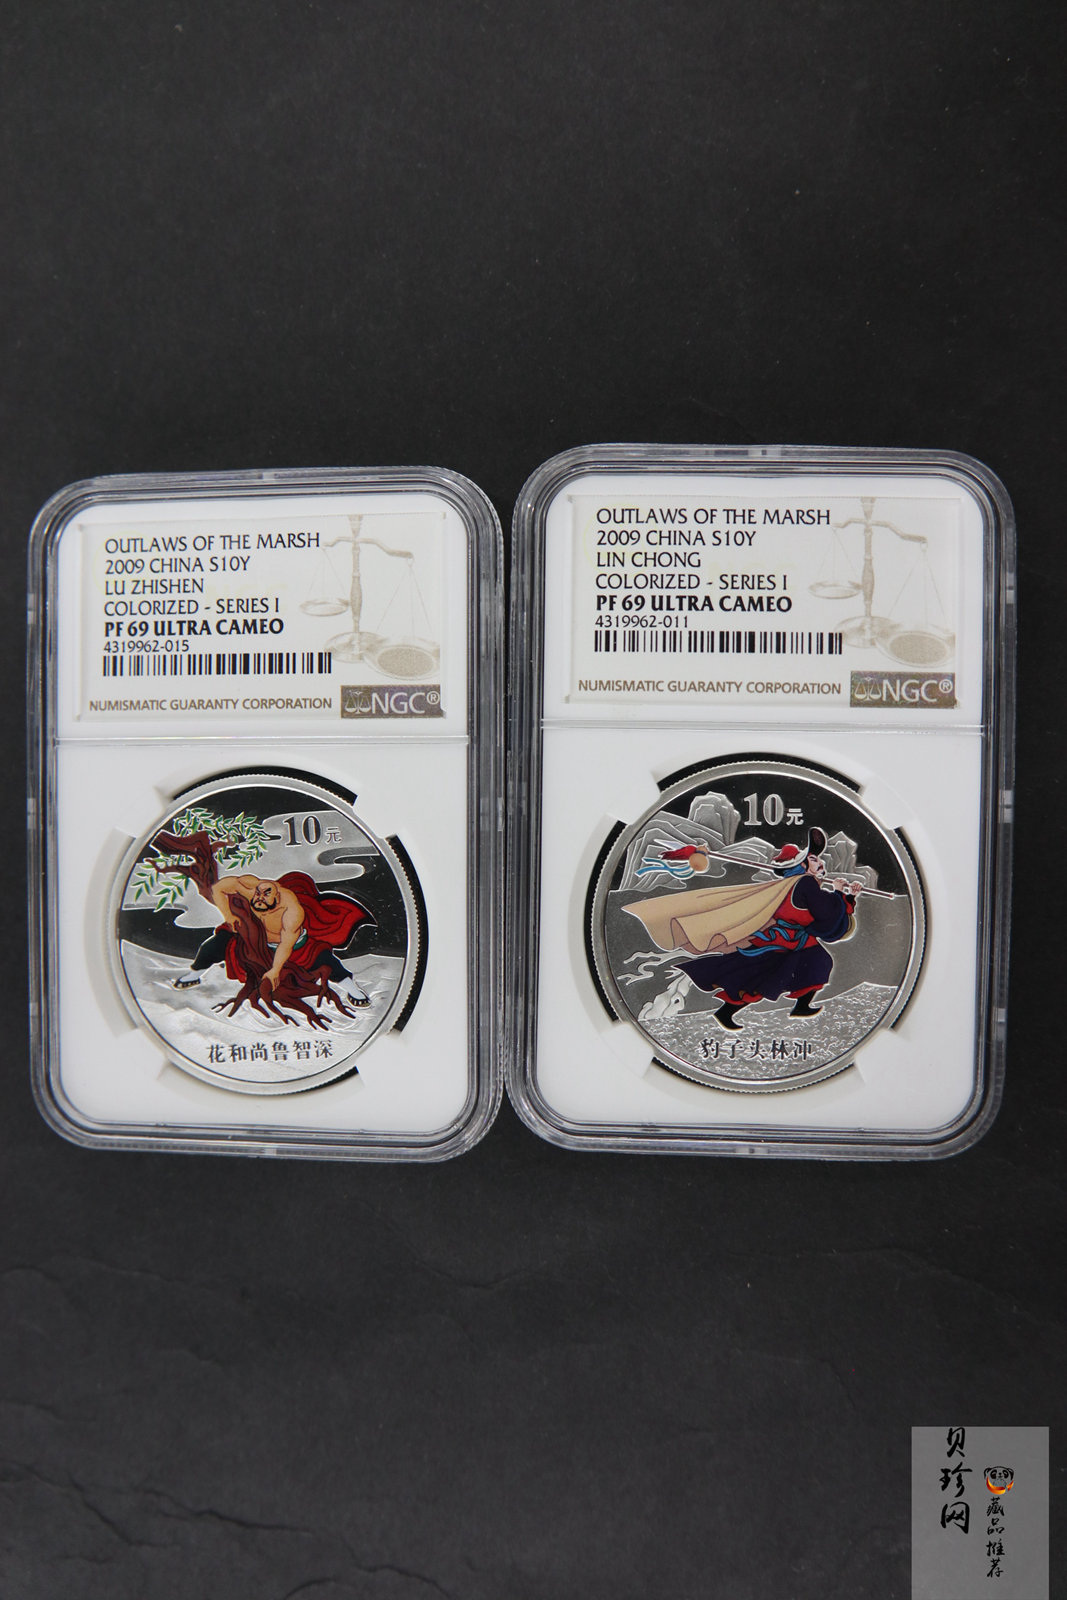 OUTLAWS OF THE MARSH
2009 CHINA S10Y
LU ZHISHEN
COLORIZED - SERIES I
PF 69 ULTRA CAMEO
4319962-015
NUMISMATIC GUARANTY CORPORATION
NGC®
10元
花和尚鲁智深
OUTLAWS OF THE MARSH
2009 CHINA S10Y
LIN CHONG
COLORIZED - SERIES I
PF 69 ULTRA CAMEO
4319962-011
NUMISMATIC GUARANTY CORPORATION
NGC®
10元
豹子头林冲
贝珍网
藏品推荐